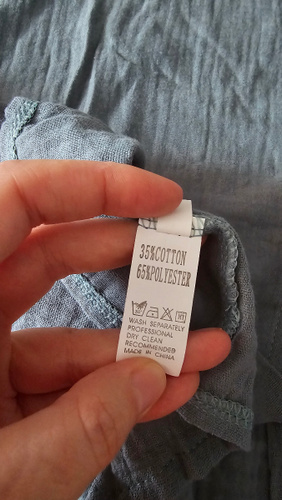 35%COTTON
65%POLYESTER
WASH SEPARATELY
PROFESSIONAL
DRY CLEAN
RECOMMENDED
MADE IN CHINA